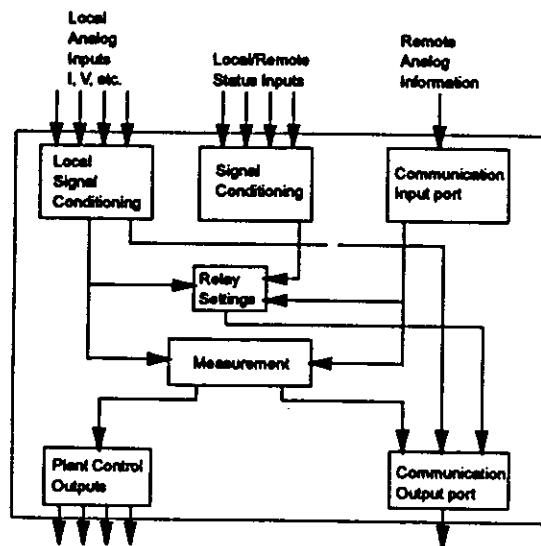 Local
Analog
Inputs
I, V, etc.
Local/Remote
Status Inputs
Remote
Analog
Information
Local
Signal
Conditioning
Signal
Conditioning
Communication
Input port
Relay
Settings
Measurement
Plant Control
Outputs
Communication
Output port